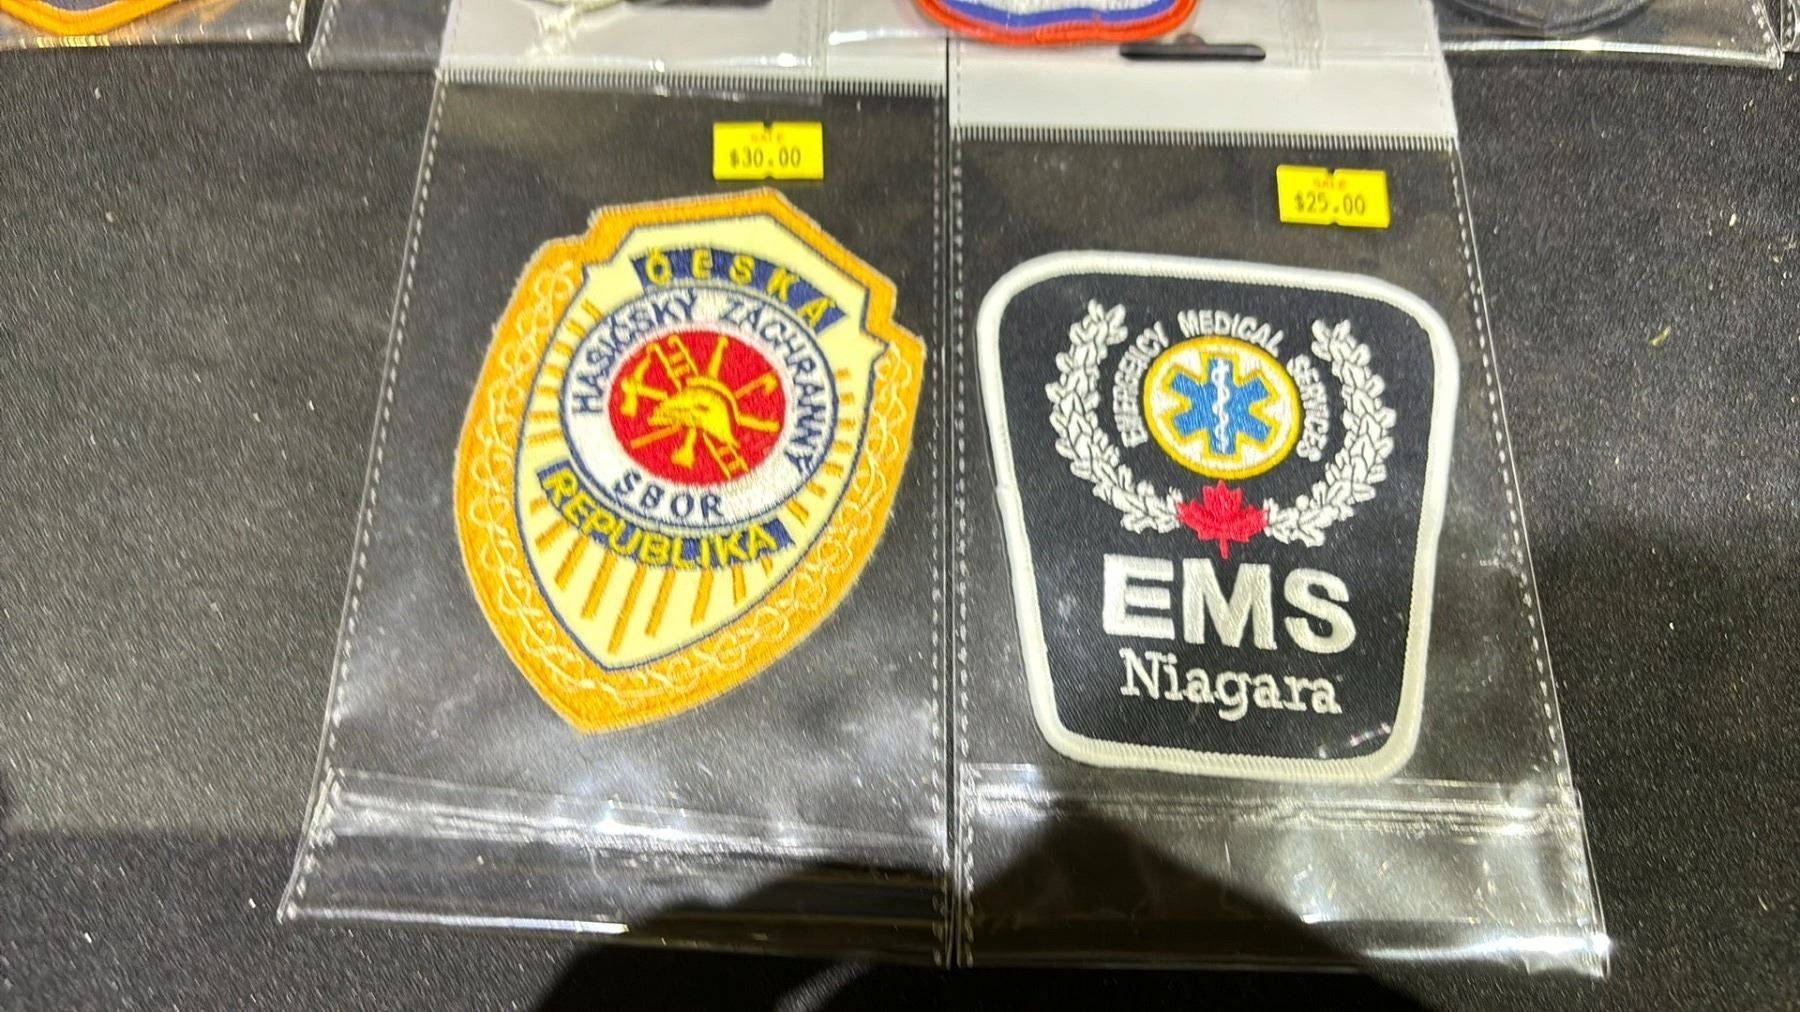 SALE
$30.00
ČESKÁ
HASIČSKÝ ZÁCHRANNÝ
SBOR
REPUBLIKA
SALE
$25.00
EMERGENCY MEDICAL SERVICES
EMS
Niagara